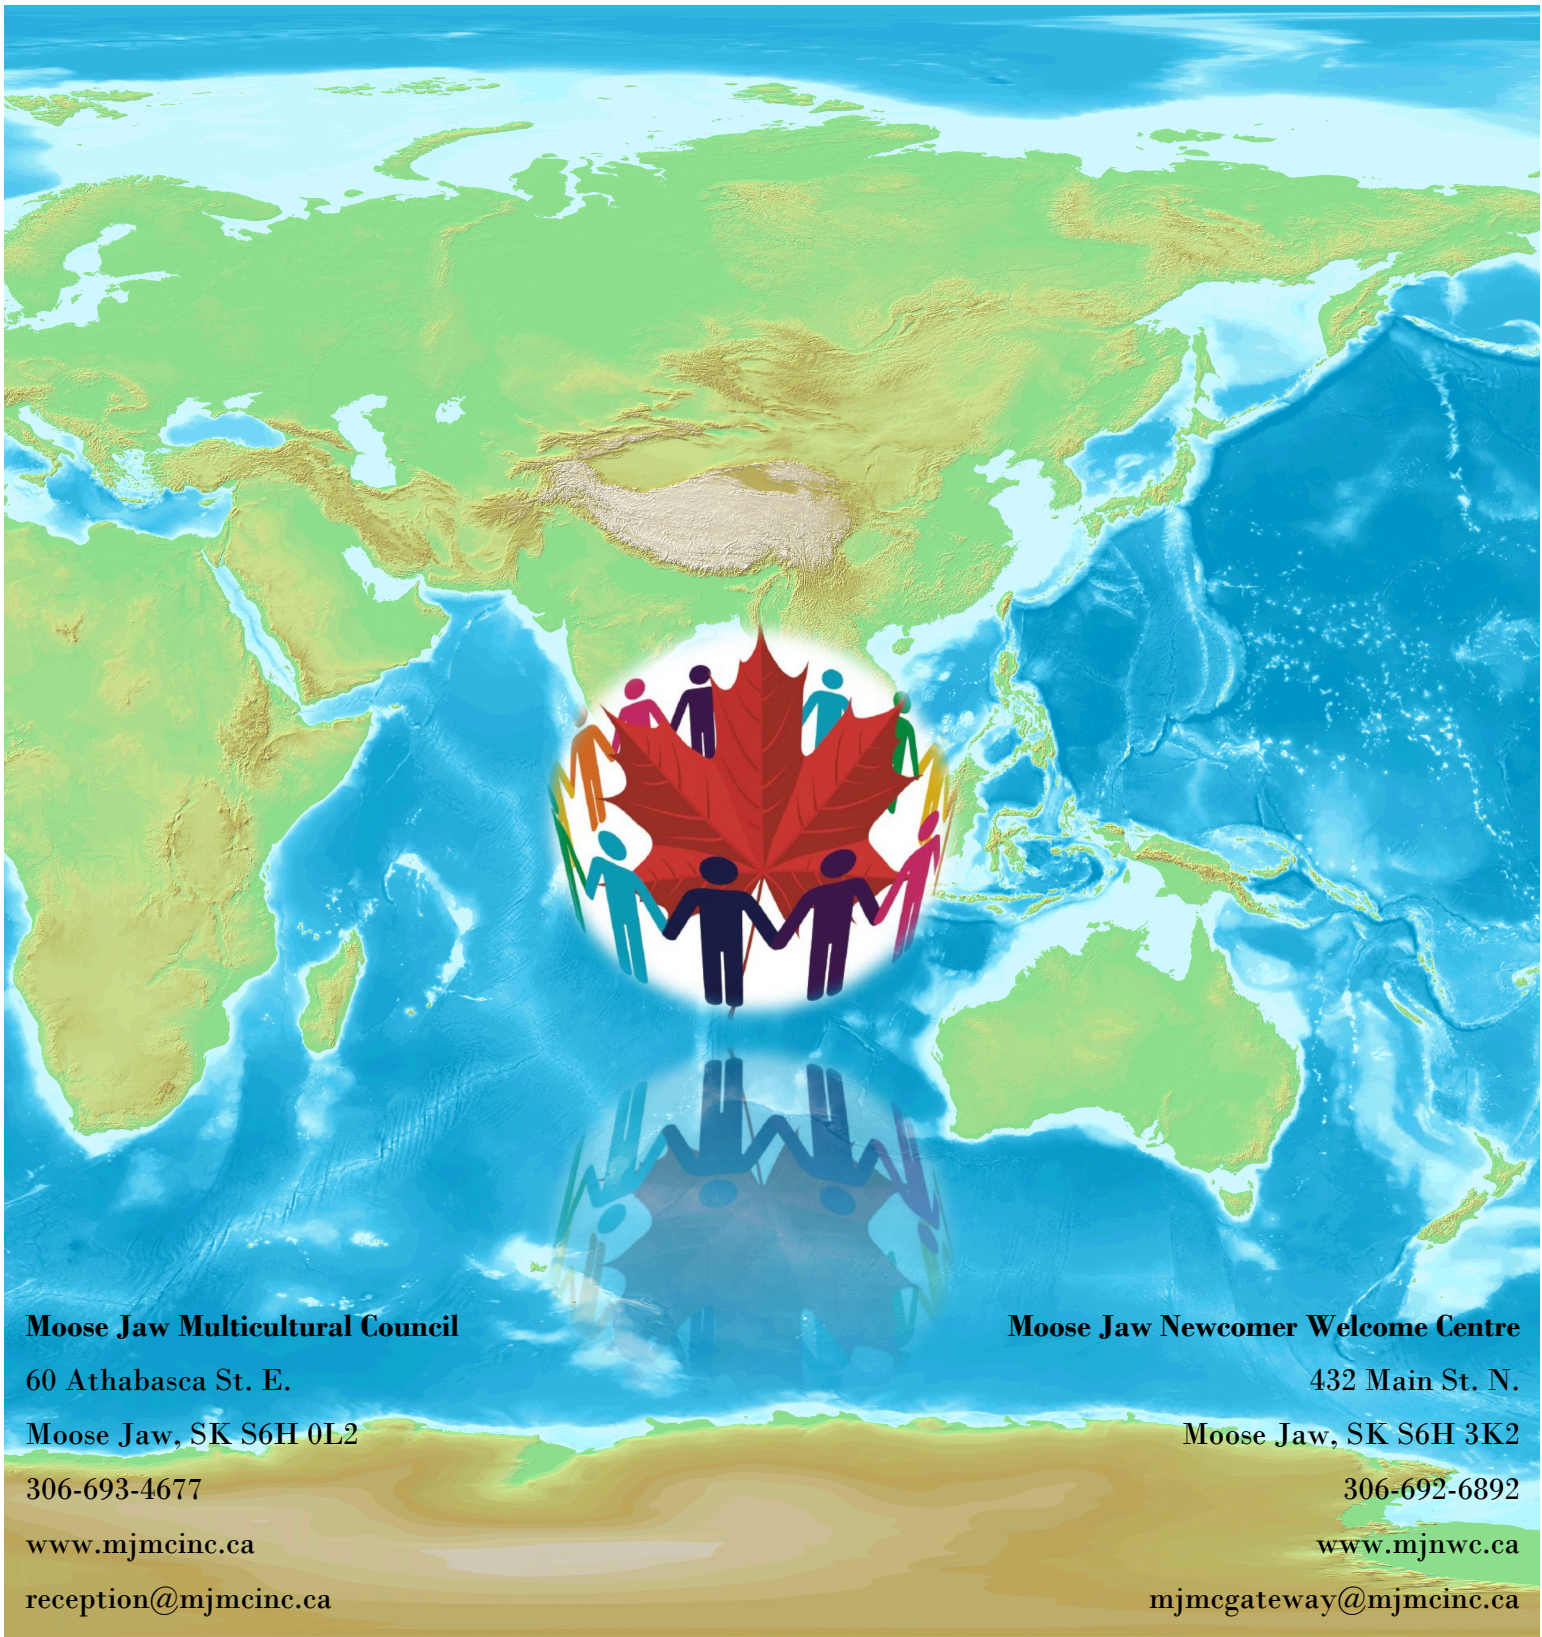 Moose Jaw Multicultural Council
60 Athabasca St. E.
Moose Jaw, SK S6H 0L2
306-693-4677
www.mjmcinc.ca
reception@mjmcinc.ca
Moose Jaw Newcomer Welcome Centre
432 Main St. N.
Moose Jaw, SK S6H 3K2
306-692-6892
www.mjnwc.ca
mjmcgateway@mjmcinc.ca